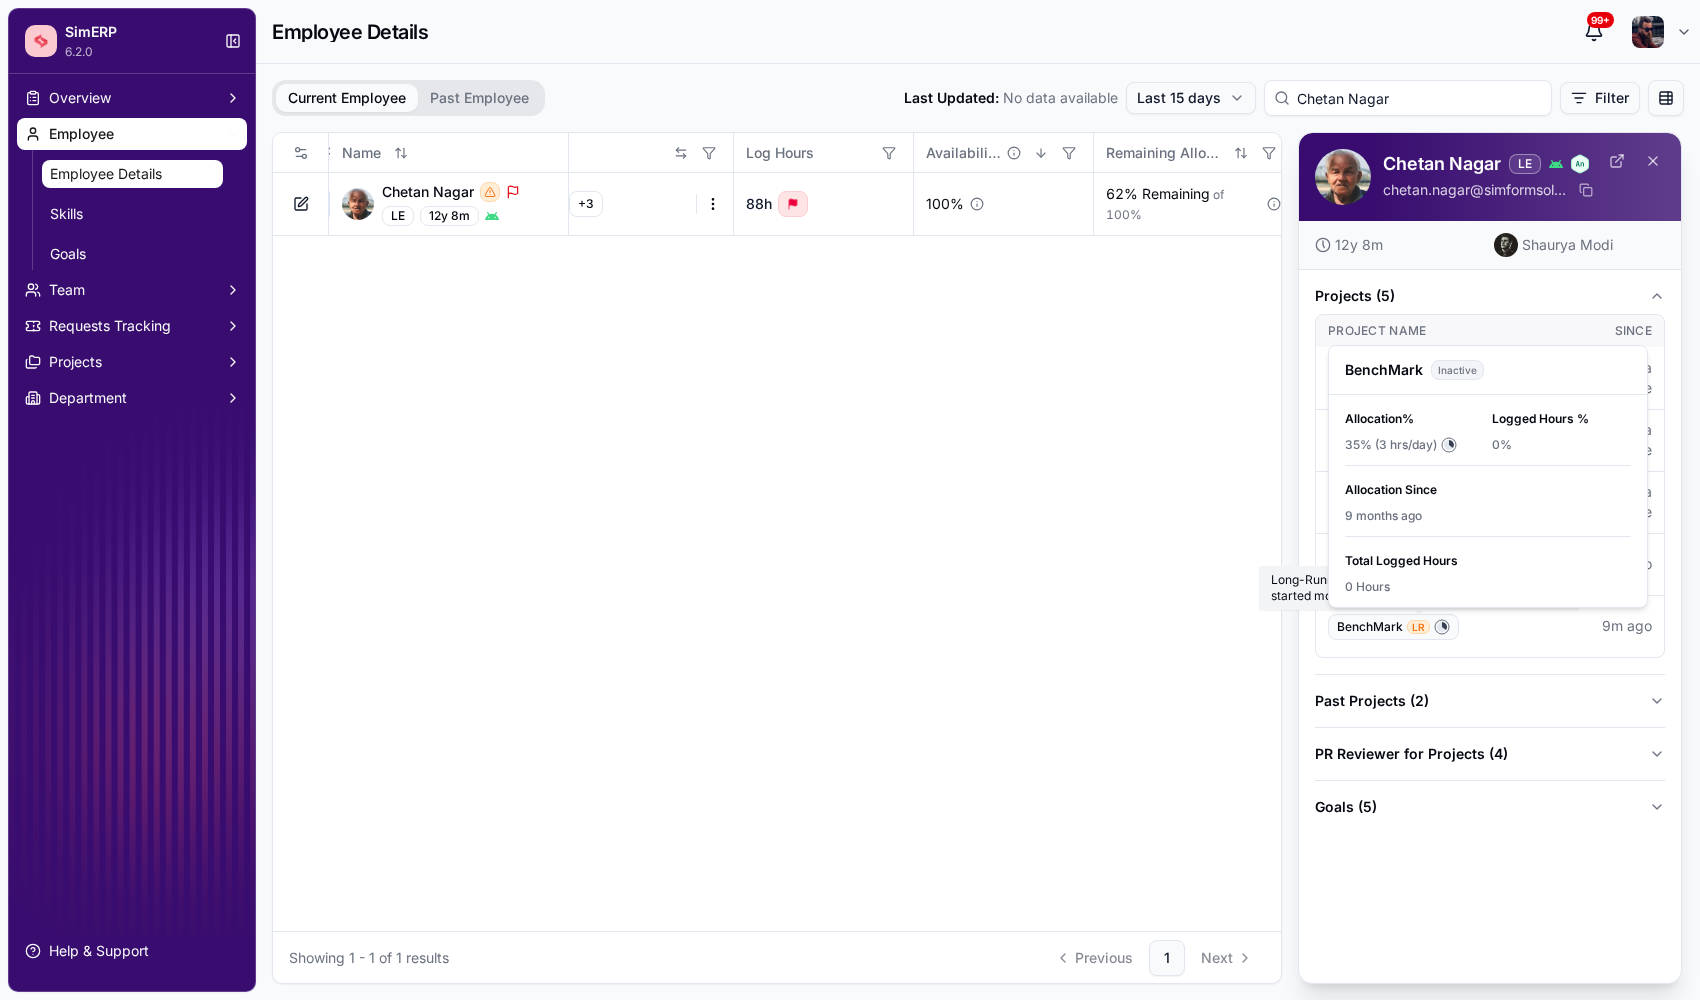 SimERP
6.2.0
Overview
Employee
Employee Details
Skills
Goals
Team
Requests Tracking
Projects
Department
Help & Support
Employee Details
99+
Current Employee
Past Employee
Last Updated: No data available
Last 15 days
Chetan Nagar
Filter
Name
Log Hours
Availabili...
Remaining Allo...
Chetan Nagar
LE
12y 8m
+3
88h
100%
62% Remaining of
100%
Showing 1 - 1 of 1 results
Previous
1
Next
Chetan Nagar
LE
An
chetan.nagar@simformsol...
12y 8m
Shaurya Modi
Projects (5)
PROJECT NAME
SINCE
BenchMark
Inactive
Allocation%
Logged Hours %
35% (3 hrs/day)
0%
Allocation Since
9 months ago
Total Logged Hours
0 Hours
Long-Run
started
BenchMark
LR
9m ago
Past Projects (2)
PR Reviewer for Projects (4)
Goals (5)